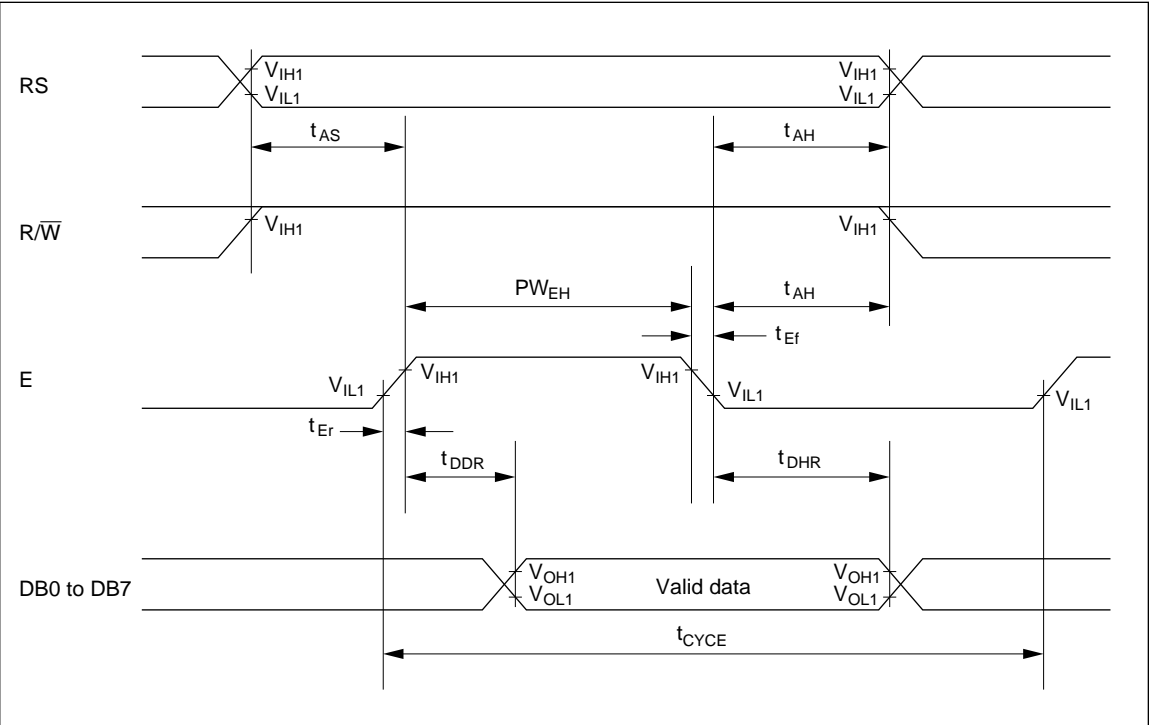 RS
V_IH1
V_IL1
V_IH1
V_IL1
t_AS
t_AH
R/W̅
V_IH1
V_IH1
PW_EH
t_AH
t_Ef
E
V_IL1
V_IH1
V_IH1
V_IL1
V_IL1
t_Er
t_DDR
t_DHR
DB0 to DB7
V_OH1
V_OL1
Valid data
V_OH1
V_OL1
t_CYCE